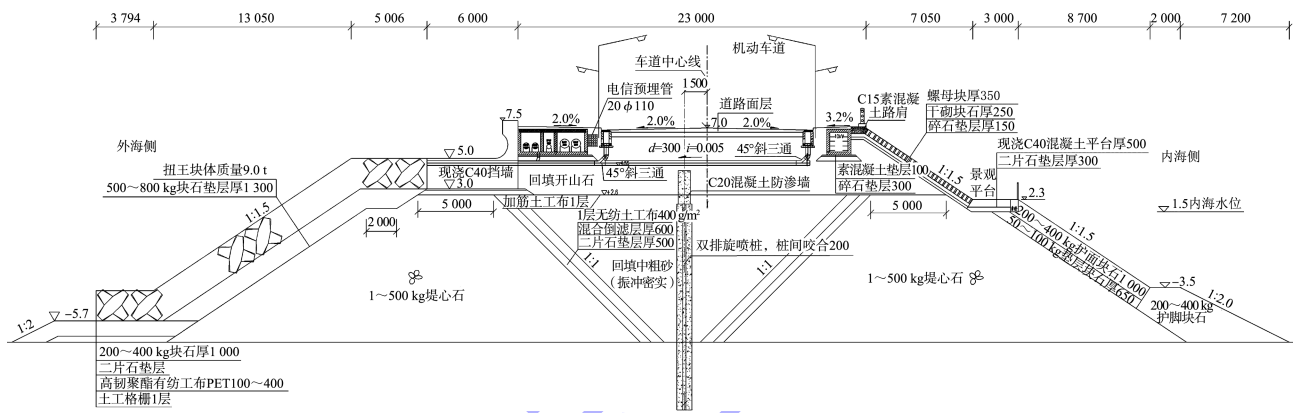 3 794
13 050
5 006
6 000
23 000
7 050
3 000
8 700
2 000
7 200
机动车道
车道中心线
1 500
电信预埋管
20 φ 110
道路面层
C15素混凝
土路肩
螺母块厚350
干砌块石厚250
碎石垫层厚150
7.5
2.0%
2.0%
7.0
2.0%
3.2%
现浇C40混凝土平台厚500
二片石垫层厚300
外海侧
内海侧
扭王块体质量9.0 t
500～800 kg块石垫层厚1 300
5.0
d=300 i=0.005
45°斜三通
45°斜三通
现浇C40挡墙
回填开山石
素混凝土垫层100
碎石垫层300
1:1.5
景观
平台
3.0
C20混凝土防渗墙
加筋土工布1层
2.3
1.5内海水位
1:1.5
5 000
2 000
1层无纺土工布400 g/m²
混合倒滤层厚600
二片石垫层厚500
5 000
双排旋喷桩，桩间咬合200
200～400 kg护面块石1 000
50～100 kg垫层块石厚650
1:1.5
1:1
回填中粗砂
（振冲密实）
1:1
1～500 kg堤心石
1～500 kg堤心石
-3.5
1:2.0
200～400 kg
护脚块石
1:2
-5.7
200～400 kg块石厚1 000
二片石垫层
高韧聚酯有纺工布PET100～400
土工格栅1层